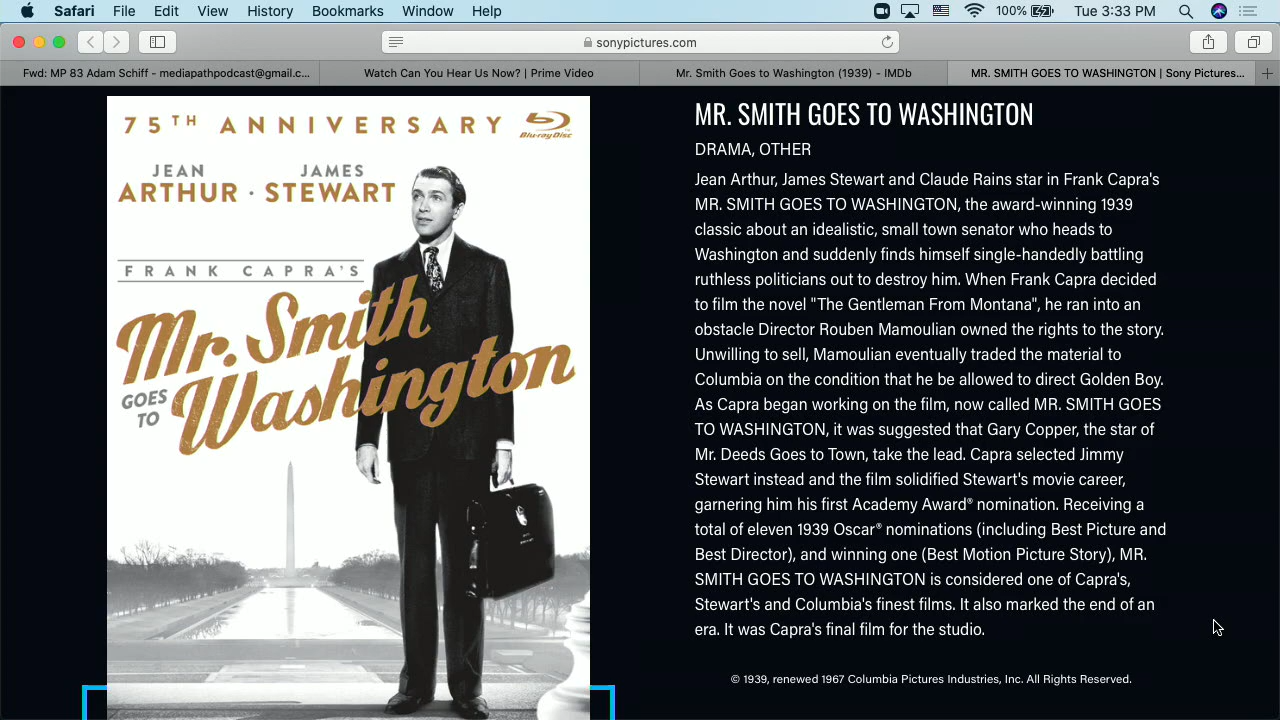 Safari File Edit View History Bookmarks Window Help 100% Tue 3:33 PM
sonypictures.com
Fwd: MP 83 Adam Schiff - mediapathpodcast@gmail.c... Watch Can You Hear Us Now? | Prime Video Mr. Smith Goes to Washington (1939) - IMDb MR. SMITH GOES TO WASHINGTON | Sony Pictures...
75TH ANNIVERSARY Blu-ray Disc
JEAN JAMES
ARTHUR · STEWART
FRANK CAPRA'S
Mr. Smith
GOES TO Washington
MR. SMITH GOES TO WASHINGTON
DRAMA, OTHER
Jean Arthur, James Stewart and Claude Rains star in Frank Capra's
MR. SMITH GOES TO WASHINGTON, the award-winning 1939
classic about an idealistic, small town senator who heads to
Washington and suddenly finds himself single-handedly battling
ruthless politicians out to destroy him. When Frank Capra decided
to film the novel "The Gentleman From Montana", he ran into an
obstacle Director Rouben Mamoulian owned the rights to the story.
Unwilling to sell, Mamoulian eventually traded the material to
Columbia on the condition that he be allowed to direct Golden Boy.
As Capra began working on the film, now called MR. SMITH GOES
TO WASHINGTON, it was suggested that Gary Copper, the star of
Mr. Deeds Goes to Town, take the lead. Capra selected Jimmy
Stewart instead and the film solidified Stewart's movie career,
garnering him his first Academy Award® nomination. Receiving a
total of eleven 1939 Oscar® nominations (including Best Picture and
Best Director), and winning one (Best Motion Picture Story), MR.
SMITH GOES TO WASHINGTON is considered one of Capra's,
Stewart's and Columbia's finest films. It also marked the end of an
era. It was Capra's final film for the studio.
© 1939, renewed 1967 Columbia Pictures Industries, Inc. All Rights Reserved.